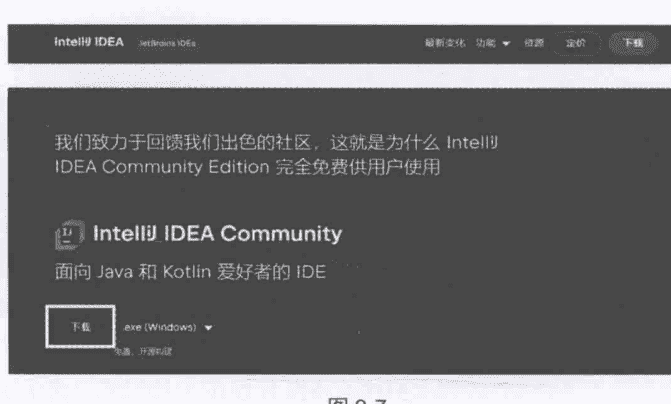 IntelliJ IDEA JetBrains IDEs 最新变化 功能 资源 定价 下载
我们致力于回馈我们出色的社区，这就是为什么 IntelliJ
IDEA Community Edition 完全免费供用户使用
IntelliJ IDEA Community
面向 Java 和 Kotlin 爱好者的 IDE
下载 .exe (Windows)
免费，开源构建